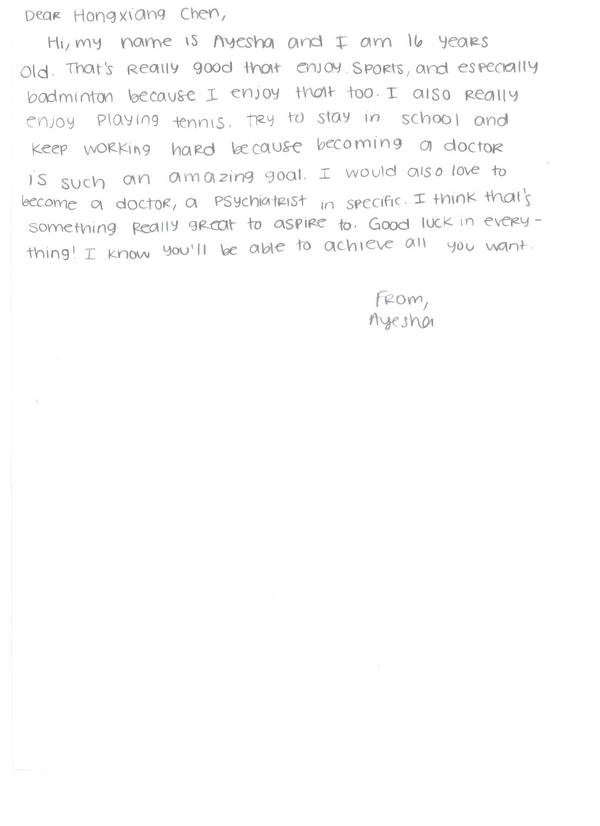 Dear Hongxiang Chen,
Hi, my name is Ayesha and I am 16 years
old. That's really good that enjoy sports, and especially
badminton because I enjoy that too. I also really
enjoy playing tennis. Try to stay in school and
keep working hard because becoming a doctor
is such an amazing goal. I would also love to
become a doctor, a psychiatrist in specific. I think that's
something really great to aspire to. Good luck in every-
thing! I know you'll be able to achieve all you want.
From,
Ayesha